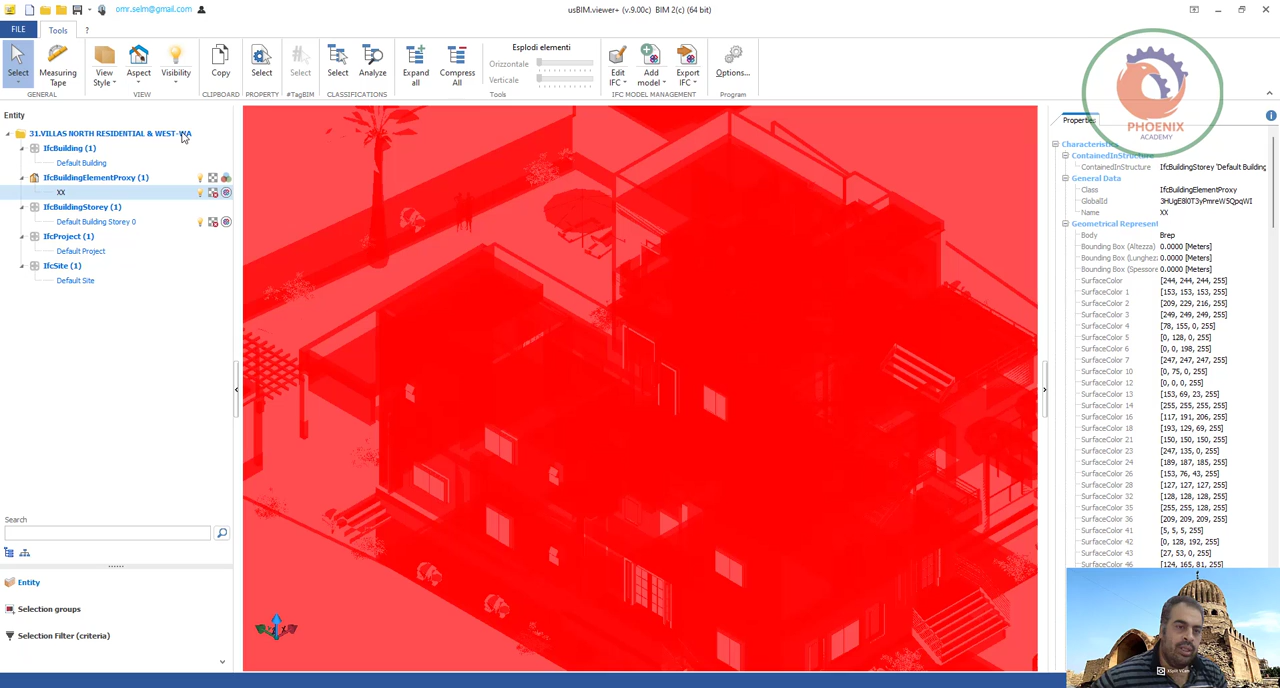 omr.selm@gmail.com
usBIM.viewer+ (v.9.00c) BIM 2(c) (64 bit)
FILE
Tools
?
Select
Measuring Tape
View Style
Aspect
Visibility
Copy
Select
Select
Select
Analyze
Expand all
Compress All
Esplodi elementi
Orizzontale
Verticale
Edit IFC
Add model
Export IFC
Options...
GENERAL
VIEW
CLIPBOARD
PROPERTY
#TagBIM
CLASSIFICATIONS
Tools
IFC MODEL MANAGEMENT
Program
PHOENIX
ACADEMY
Entity
31.VILLAS NORTH RESIDENTIAL & WEST-WA
IfcBuilding (1)
Default Building
IfcBuildingElementProxy (1)
XX
IfcBuildingStorey (1)
Default Building Storey 0
IfcProject (1)
Default Project
IfcSite (1)
Default Site
Search
Entity
Selection groups
Selection Filter (criteria)
Properties
Characteristics
ContainedInStructure
ContainedInStructure IfcBuildingStorey 'Default Building
General Data
Class IfcBuildingElementProxy
GlobalId 3HUgE8l0T3yPmreW5QpqWI
Name XX
Geometrical Represent
Body Brep
Bounding Box (Altezza) 0.0000 [Meters]
Bounding Box (Lunghez: 0.0000 [Meters]
Bounding Box (Spessore 0.0000 [Meters]
SurfaceColor [244, 244, 244, 255]
SurfaceColor 1 [153, 153, 153, 255]
SurfaceColor 2 [209, 229, 216, 255]
SurfaceColor 3 [249, 249, 249, 255]
SurfaceColor 4 [78, 155, 0, 255]
SurfaceColor 5 [0, 128, 0, 255]
SurfaceColor 6 [0, 0, 198, 255]
SurfaceColor 7 [247, 247, 247, 255]
SurfaceColor 10 [0, 75, 0, 255]
SurfaceColor 12 [0, 0, 0, 255]
SurfaceColor 13 [153, 69, 23, 255]
SurfaceColor 14 [255, 255, 255, 255]
SurfaceColor 16 [117, 191, 206, 255]
SurfaceColor 18 [193, 129, 69, 255]
SurfaceColor 21 [150, 150, 150, 255]
SurfaceColor 23 [247, 135, 0, 255]
SurfaceColor 24 [189, 187, 185, 255]
SurfaceColor 26 [153, 76, 43, 255]
SurfaceColor 28 [127, 127, 127, 255]
SurfaceColor 32 [128, 128, 128, 255]
SurfaceColor 35 [255, 255, 128, 255]
SurfaceColor 36 [209, 209, 209, 255]
SurfaceColor 41 [5, 5, 5, 255]
SurfaceColor 42 [0, 128, 192, 255]
SurfaceColor 43 [27, 53, 0, 255]
SurfaceColor 46 [124, 165, 81, 255]